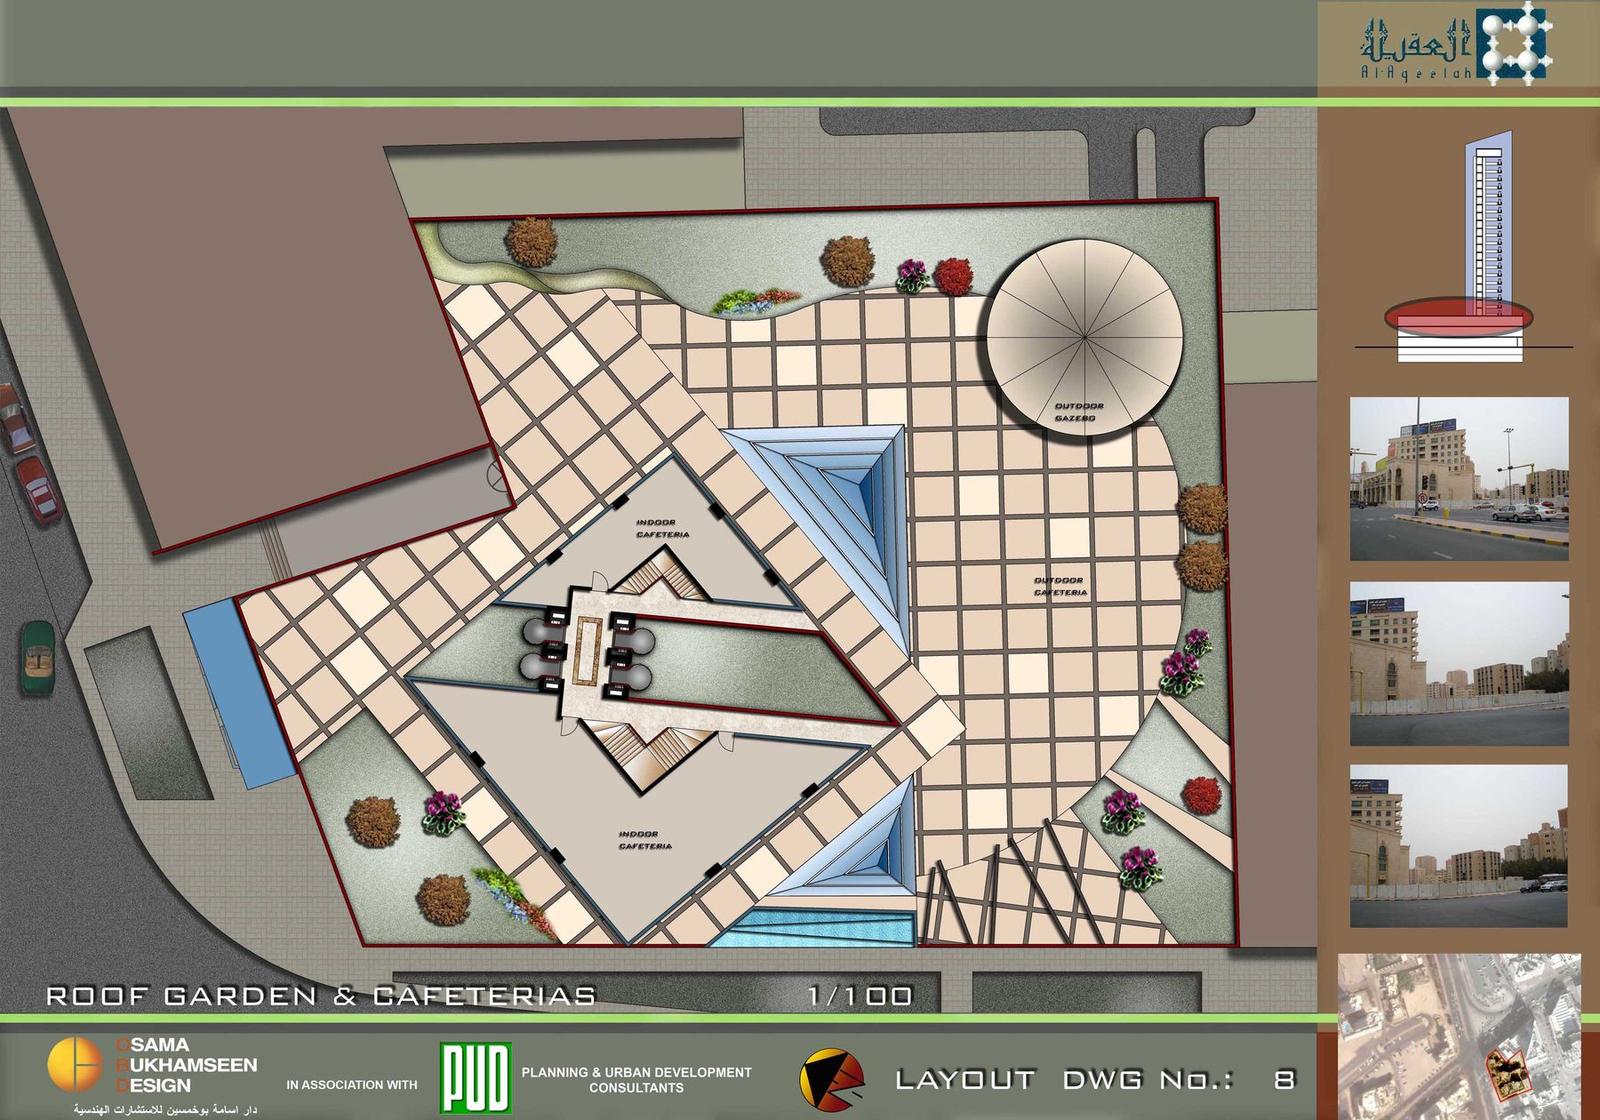 العقيلة
Al-Aqeelah
OUTDOOR
GAZEBO
INDOOR
CAFETERIA
OUTDOOR
CAFETERIA
INDOOR
CAFETERIA
ROOF GARDEN & CAFETERIAS
1/100
OSAMA
BUKHAMSEEN
DESIGN
دار اسامة بوخمسين للاستشارات الهندسية
IN ASSOCIATION WITH
PUD
PLANNING & URBAN DEVELOPMENT
CONSULTANTS
LAYOUT DWG No.: 8